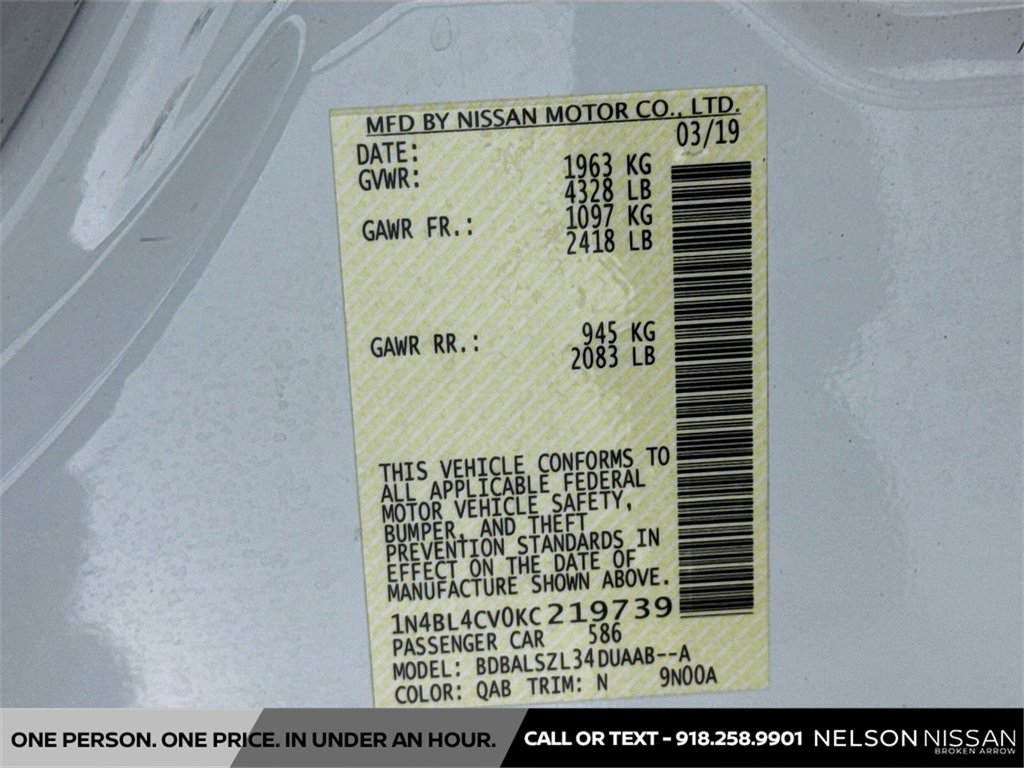 MFD BY NISSAN MOTOR CO., LTD.
DATE: 03/19
GVWR: 1963 KG
4328 LB
GAWR FR.: 1097 KG
2418 LB
GAWR RR.: 945 KG
2083 LB
THIS VEHICLE CONFORMS TO
ALL APPLICABLE FEDERAL
MOTOR VEHICLE SAFETY,
BUMPER, AND THEFT
PREVENTION STANDARDS IN
EFFECT ON THE DATE OF
MANUFACTURE SHOWN ABOVE.
1N4BL4CV0KC219739
PASSENGER CAR 586
MODEL: BDBALSZL34DUAAB--A
COLOR: QAB TRIM: N 9N00A
ONE PERSON. ONE PRICE. IN UNDER AN HOUR.
CALL OR TEXT - 918.258.9901
NELSON NISSAN
BROKEN ARROW